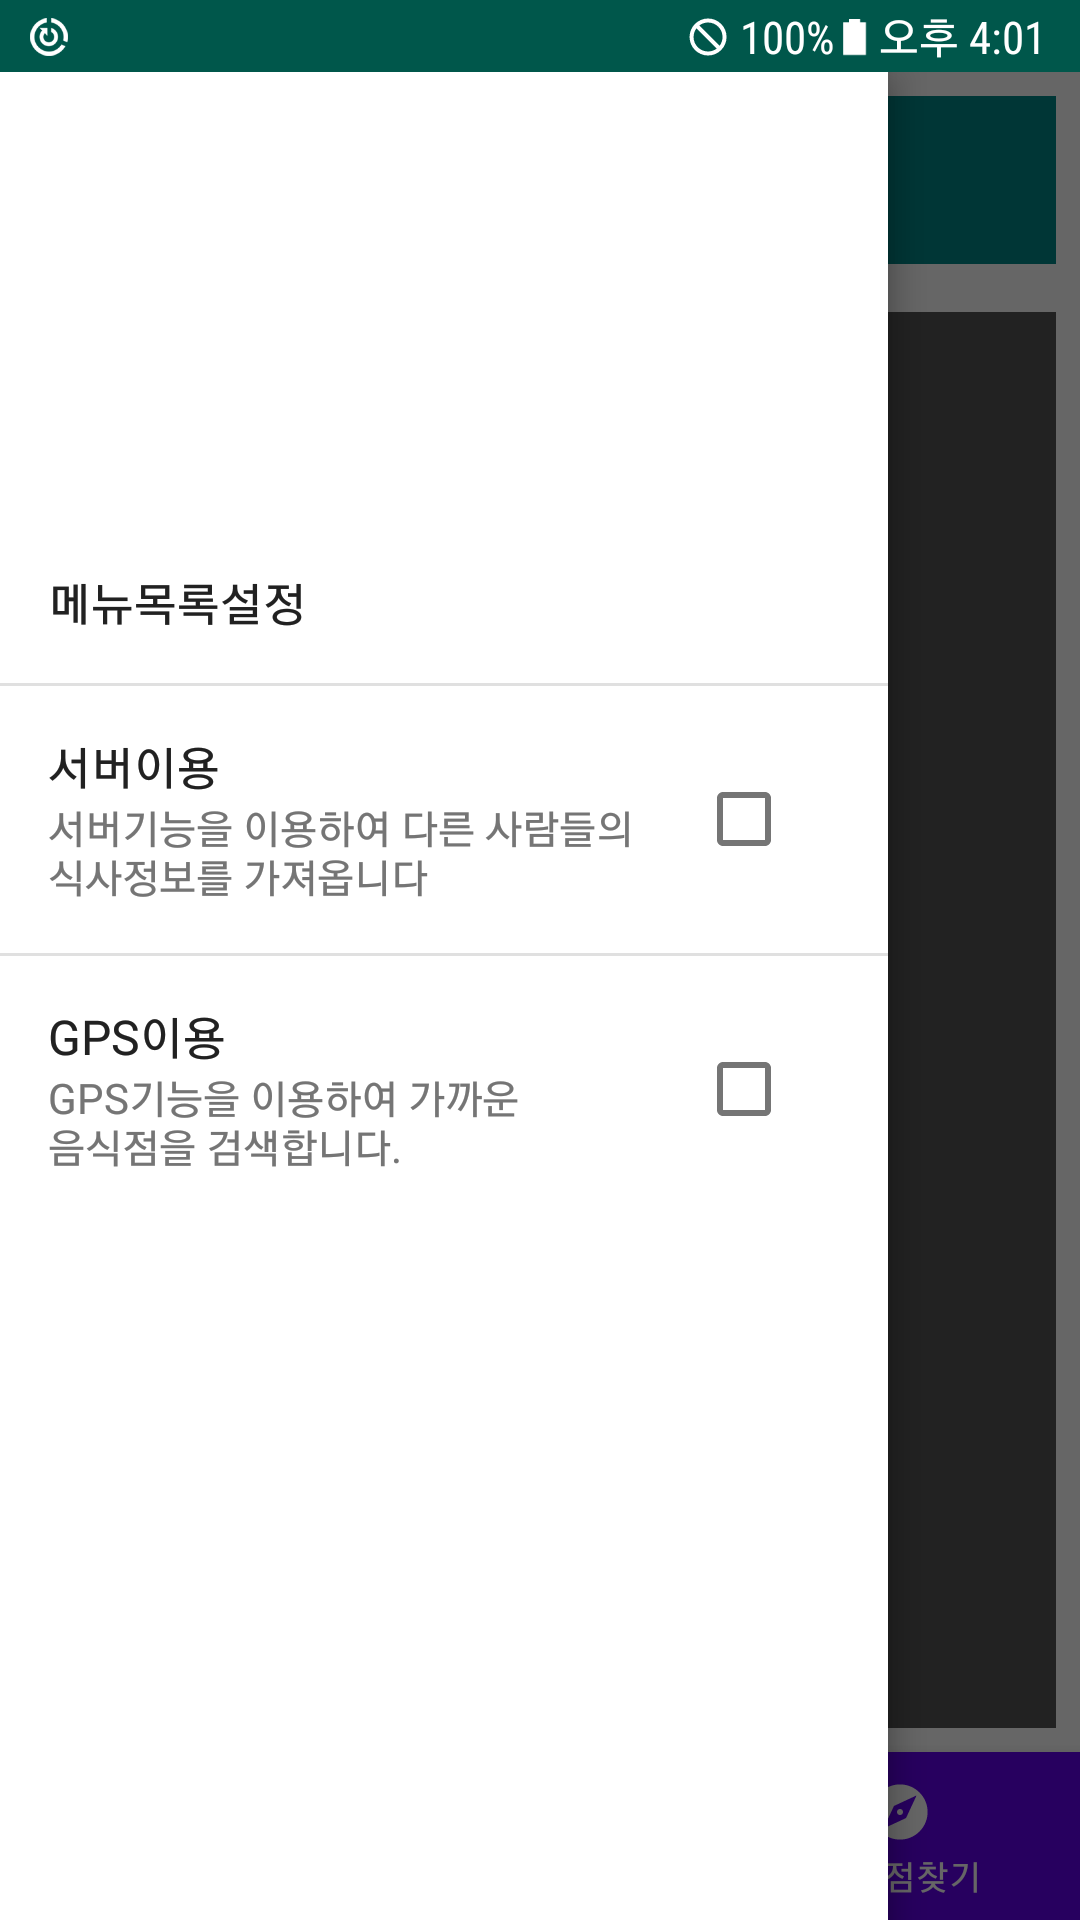 100% 오후 4:01
메뉴목록설정
서버이용
서버기능을 이용하여 다른 사람들의
식사정보를 가져옵니다
GPS이용
GPS기능을 이용하여 가까운
음식점을 검색합니다.
점찾기